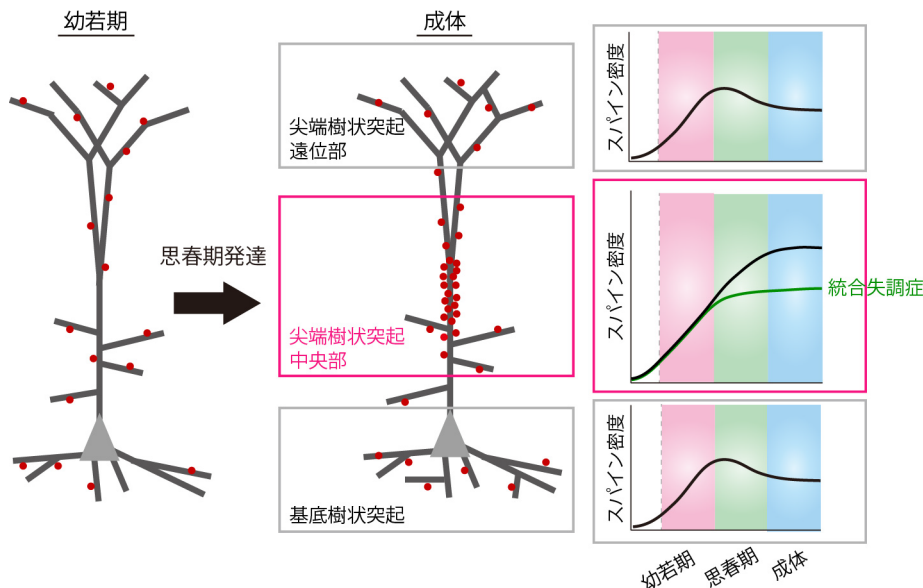 幼若期
成体
尖端樹状突起
遠位部
スパイン密度
思春期発達
尖端樹状突起
中央部
スパイン密度
統合失調症
基底樹状突起
スパイン密度
幼若期
思春期
成体